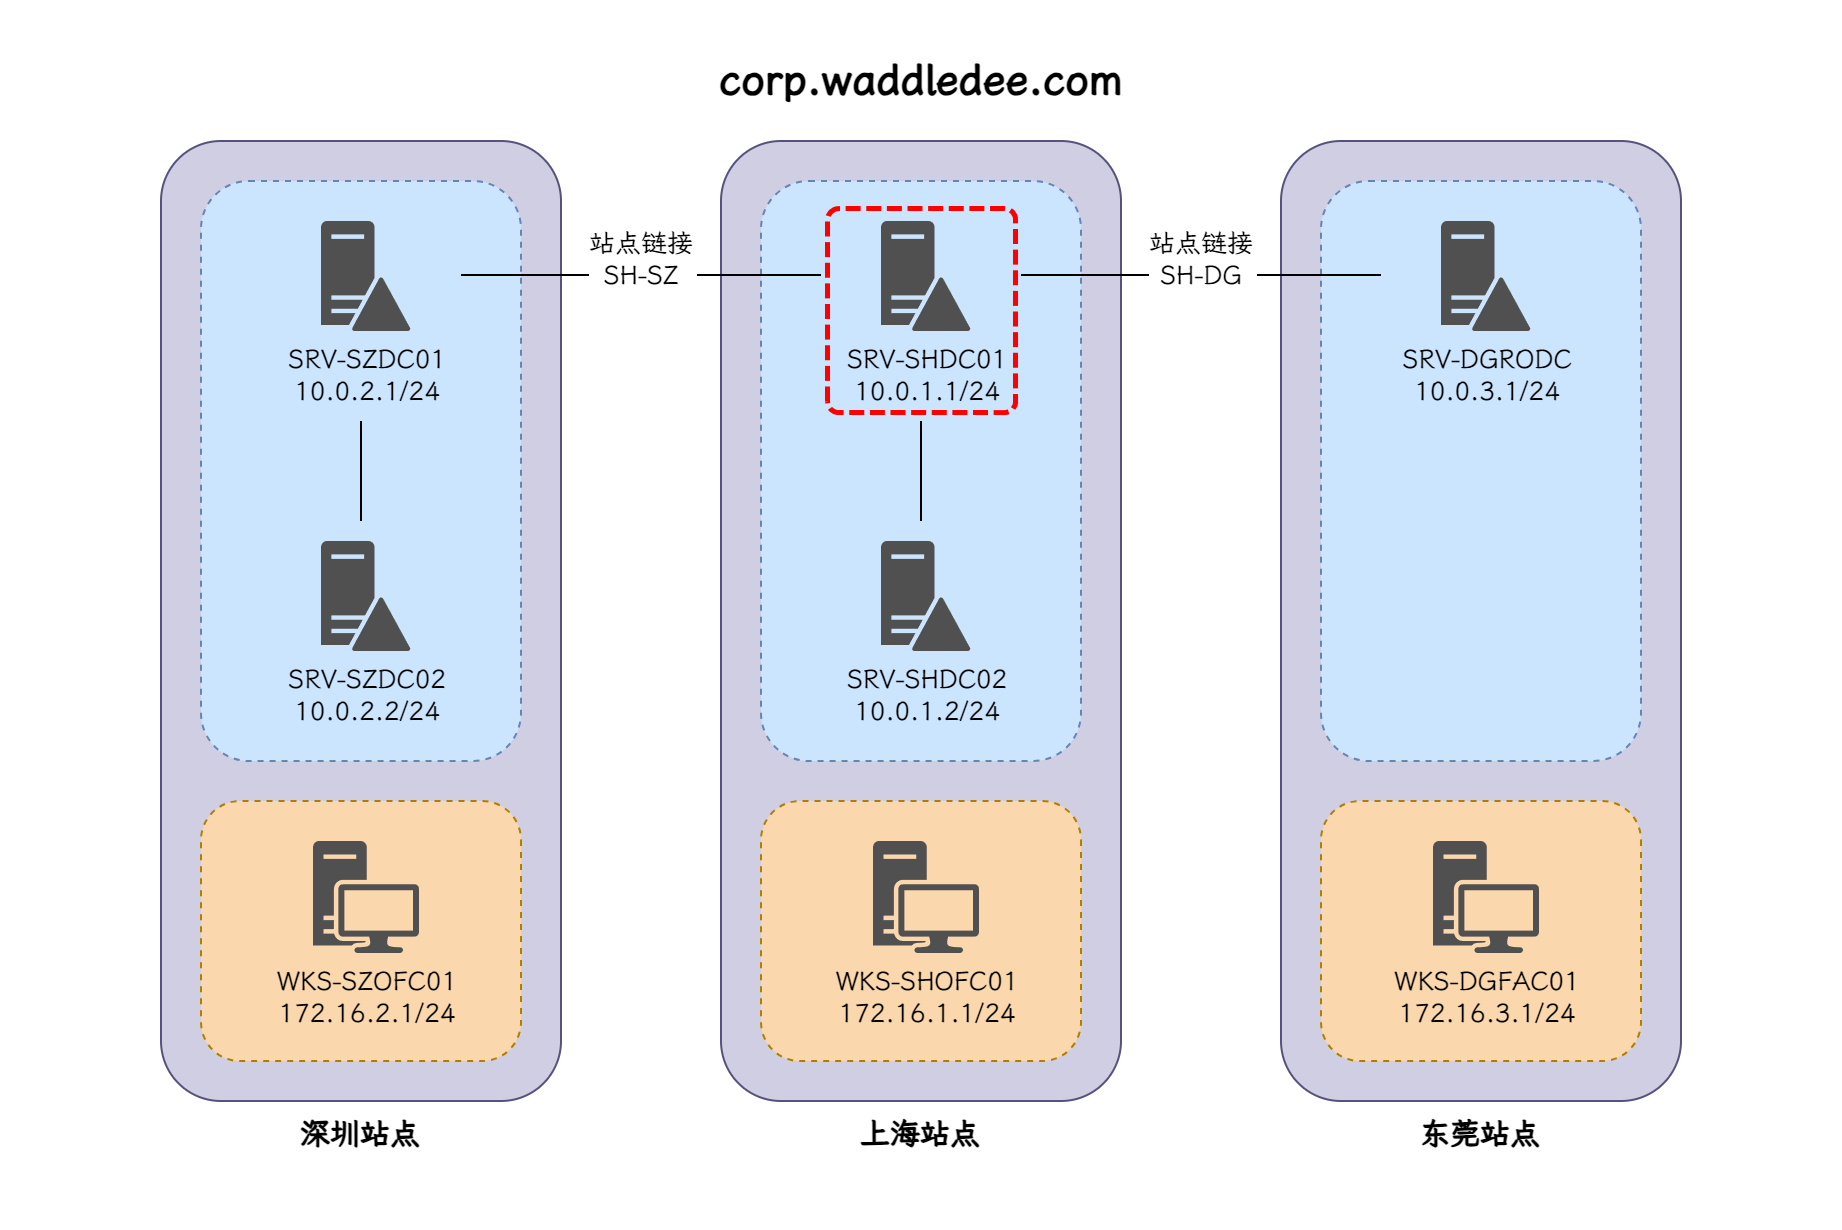 corp.waddledee.com
站点链接
SH-SZ
站点链接
SH-DG
SRV-SZDC01
10.0.2.1/24
SRV-SHDC01
10.0.1.1/24
SRV-DGRODC
10.0.3.1/24
SRV-SZDC02
10.0.2.2/24
SRV-SHDC02
10.0.1.2/24
WKS-SZOFC01
172.16.2.1/24
WKS-SHOFC01
172.16.1.1/24
WKS-DGFAC01
172.16.3.1/24
深圳站点
上海站点
东莞站点